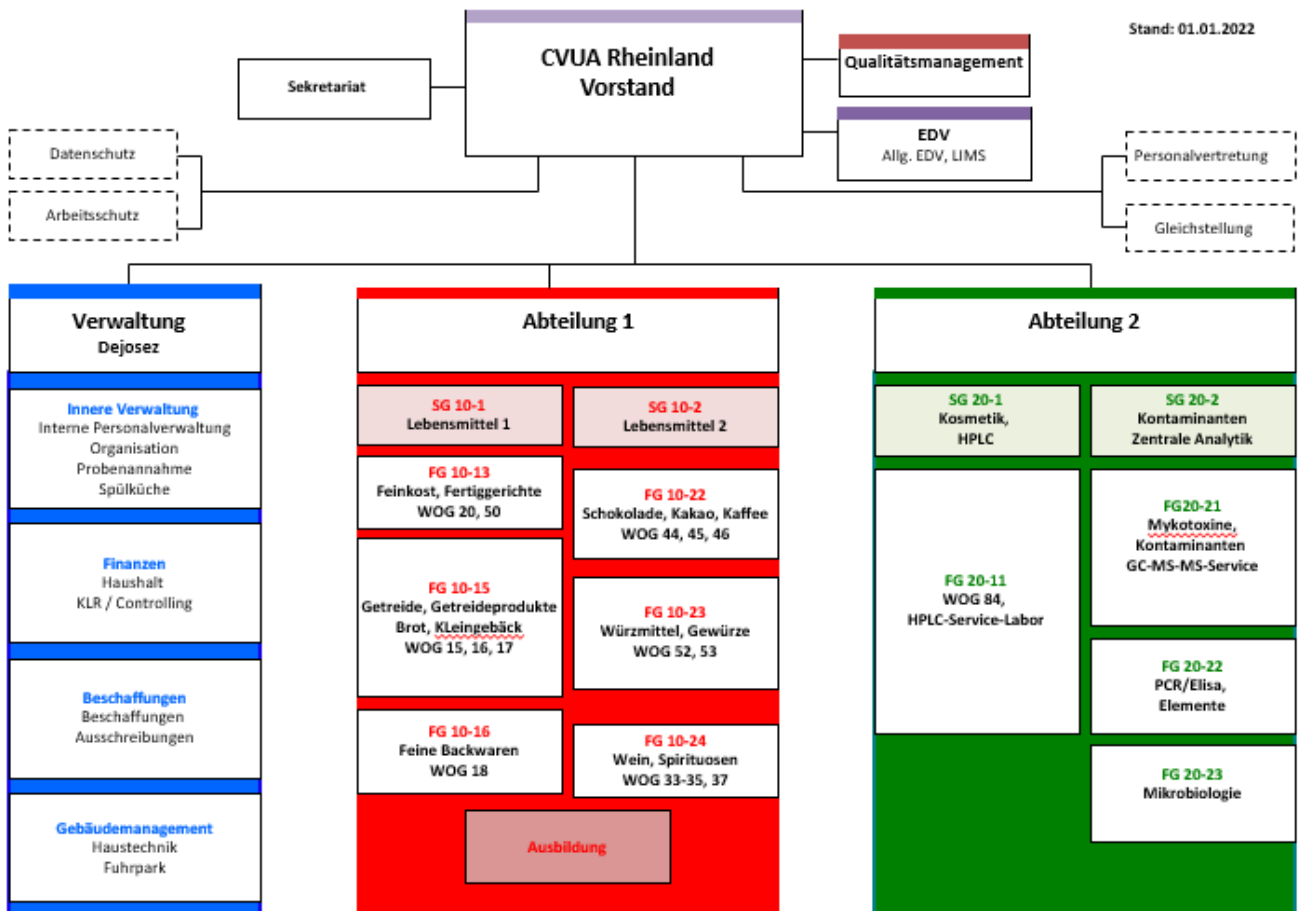 Stand: 01.01.2022
CVUA Rheinland
Vorstand
Sekretariat
Qualitätsmanagement
EDV
Allg. EDV, LIMS
Datenschutz
Arbeitsschutz
Personalvertretung
Gleichstellung
Verwaltung
Dejosez
Innere Verwaltung
Interne Personalverwaltung
Organisation
Probenannahme
Spülküche
Finanzen
Haushalt
KLR / Controlling
Beschaffungen
Beschaffungen
Ausschreibungen
Gebäudemanagement
Haustechnik
Fuhrpark
Abteilung 1
SG 10-1
Lebensmittel 1
FG 10-13
Feinkost, Fertiggerichte
WOG 20, 50
FG 10-15
Getreide, Getreideprodukte
Brot, KLeingebäck
WOG 15, 16, 17
FG 10-16
Feine Backwaren
WOG 18
SG 10-2
Lebensmittel 2
FG 10-22
Schokolade, Kakao, Kaffee
WOG 44, 45, 46
FG 10-23
Würzmittel, Gewürze
WOG 52, 53
FG 10-24
Wein, Spirituosen
WOG 33-35, 37
Ausbildung
Abteilung 2
SG 20-1
Kosmetik,
HPLC
FG 20-11
WOG 84,
HPLC-Service-Labor
SG 20-2
Kontaminanten
Zentrale Analytik
FG20-21
Mykotoxine,
Kontaminanten
GC-MS-MS-Service
FG 20-22
PCR/Elisa,
Elemente
FG 20-23
Mikrobiologie